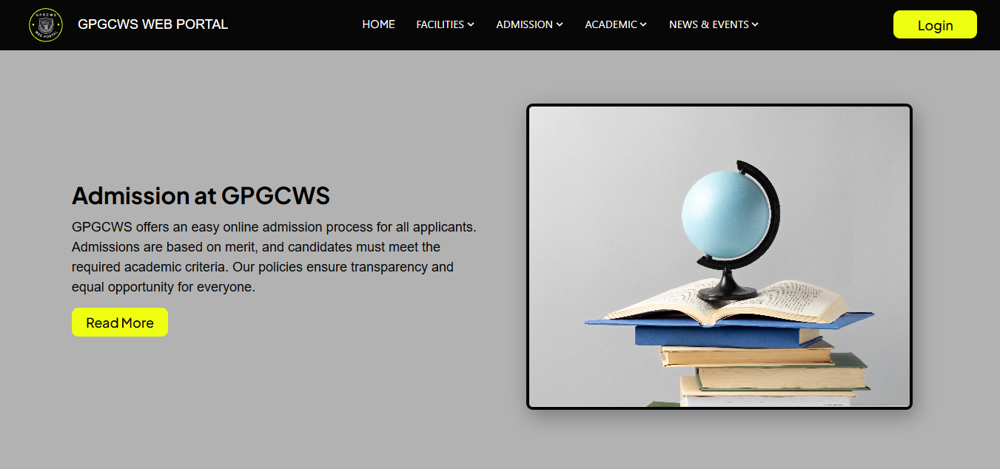 GPGCWS
WEB PORTAL
GPGCWS WEB PORTAL
HOME
FACILITIES
ADMISSION
ACADEMIC
NEWS & EVENTS
Login
Admission at GPGCWS
GPGCWS offers an easy online admission process for all applicants.
Admissions are based on merit, and candidates must meet the
required academic criteria. Our policies ensure transparency and
equal opportunity for everyone.
Read More